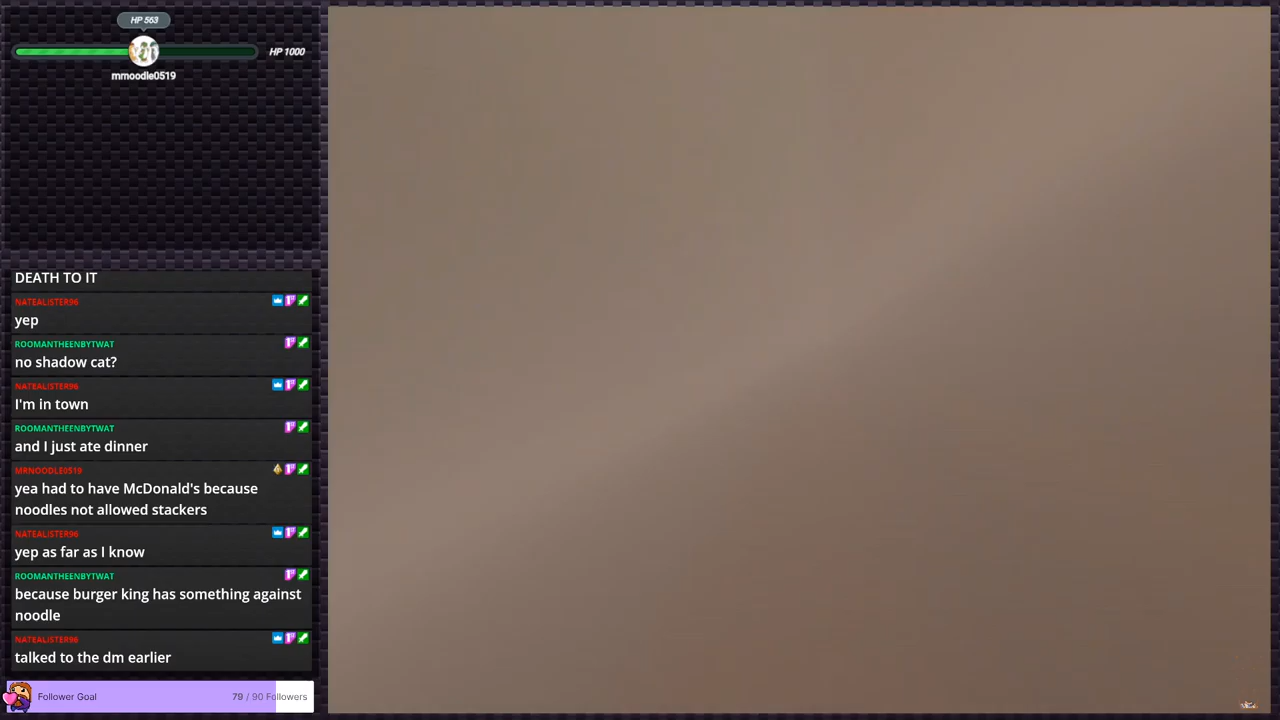 HP 563
HP 1000
mrnoodle0519
DEATH TO IT
NATEALISTER96
yep
ROOMANTHEENBYTWAT
no shadow cat?
NATEALISTER96
I'm in town
ROOMANTHEENBYTWAT
and I just ate dinner
MRNOODLE0519
yea had to have McDonald's because
noodles not allowed stackers
NATEALISTER96
yep as far as I know
ROOMANTHEENBYTWAT
because burger king has something against
noodle
NATEALISTER96
talked to the dm earlier
Follower Goal 79 / 90 Followers